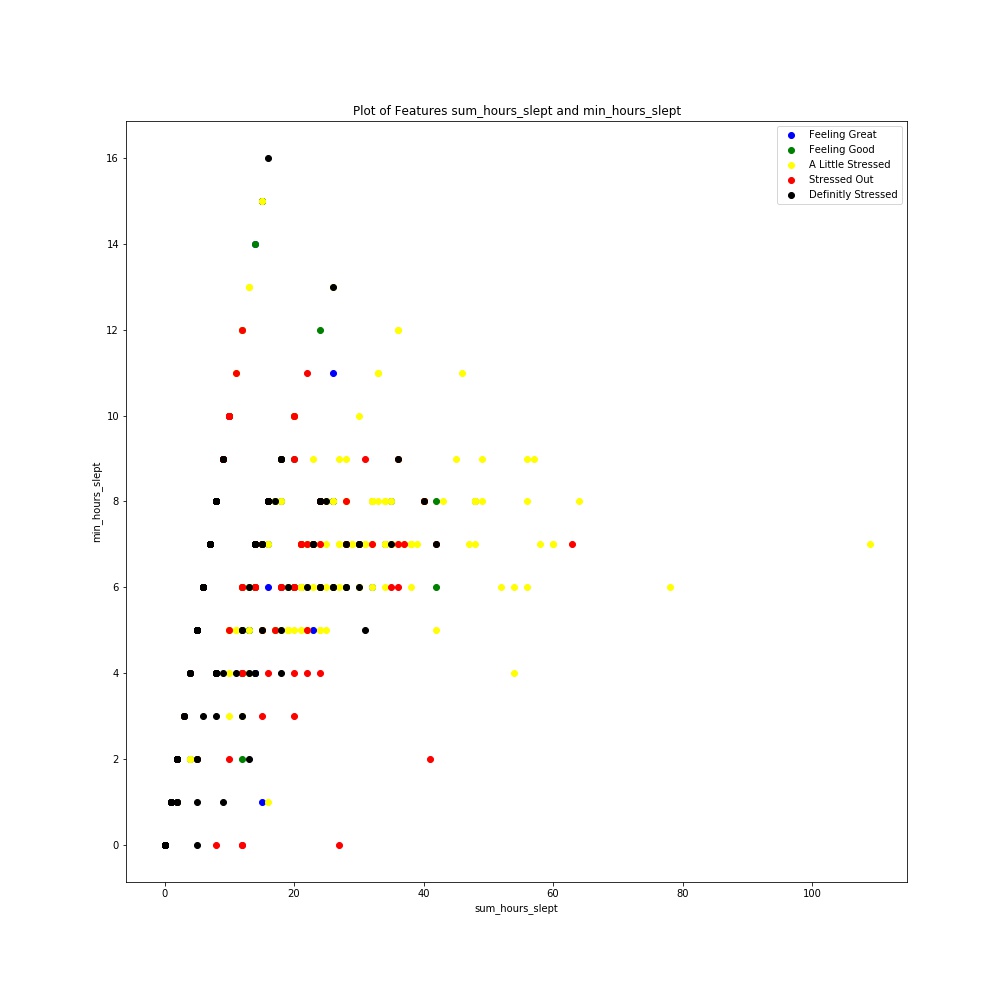 Plot of Features sum_hours_slept and min_hours_slept
Feeling Great
Feeling Good
A Little Stressed
Stressed Out
Definitly Stressed
16
14
12
10
8
6
4
2
0
min_hours_slept
0 20 40 60 80 100
sum_hours_slept